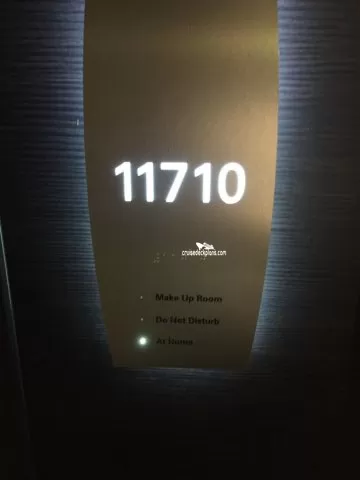 11710
cruisedeckplans.com
Make Up Room
Do Not Disturb
At Home